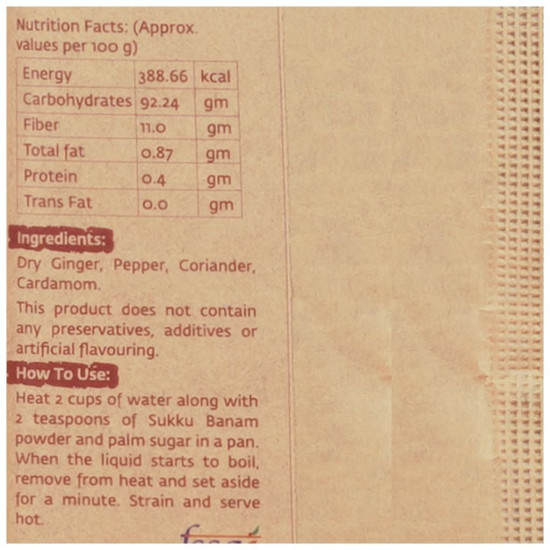 Nutrition Facts: (Approx.
values per 100 g)
Energy 388.66 kcal
Carbohydrates 92.24 gm
Fiber 11.0 gm
Total fat 0.87 gm
Protein 0.4 gm
Trans Fat 0.0 gm
Ingredients:
Dry Ginger, Pepper, Coriander,
Cardamom.
This product does not contain
any preservatives, additives or
artificial flavouring.
How To Use:
Heat 2 cups of water along with
2 teaspoons of Sukku Banam
powder and palm sugar in a pan.
When the liquid starts to boil,
remove from heat and set aside
for a minute. Strain and serve
hot.